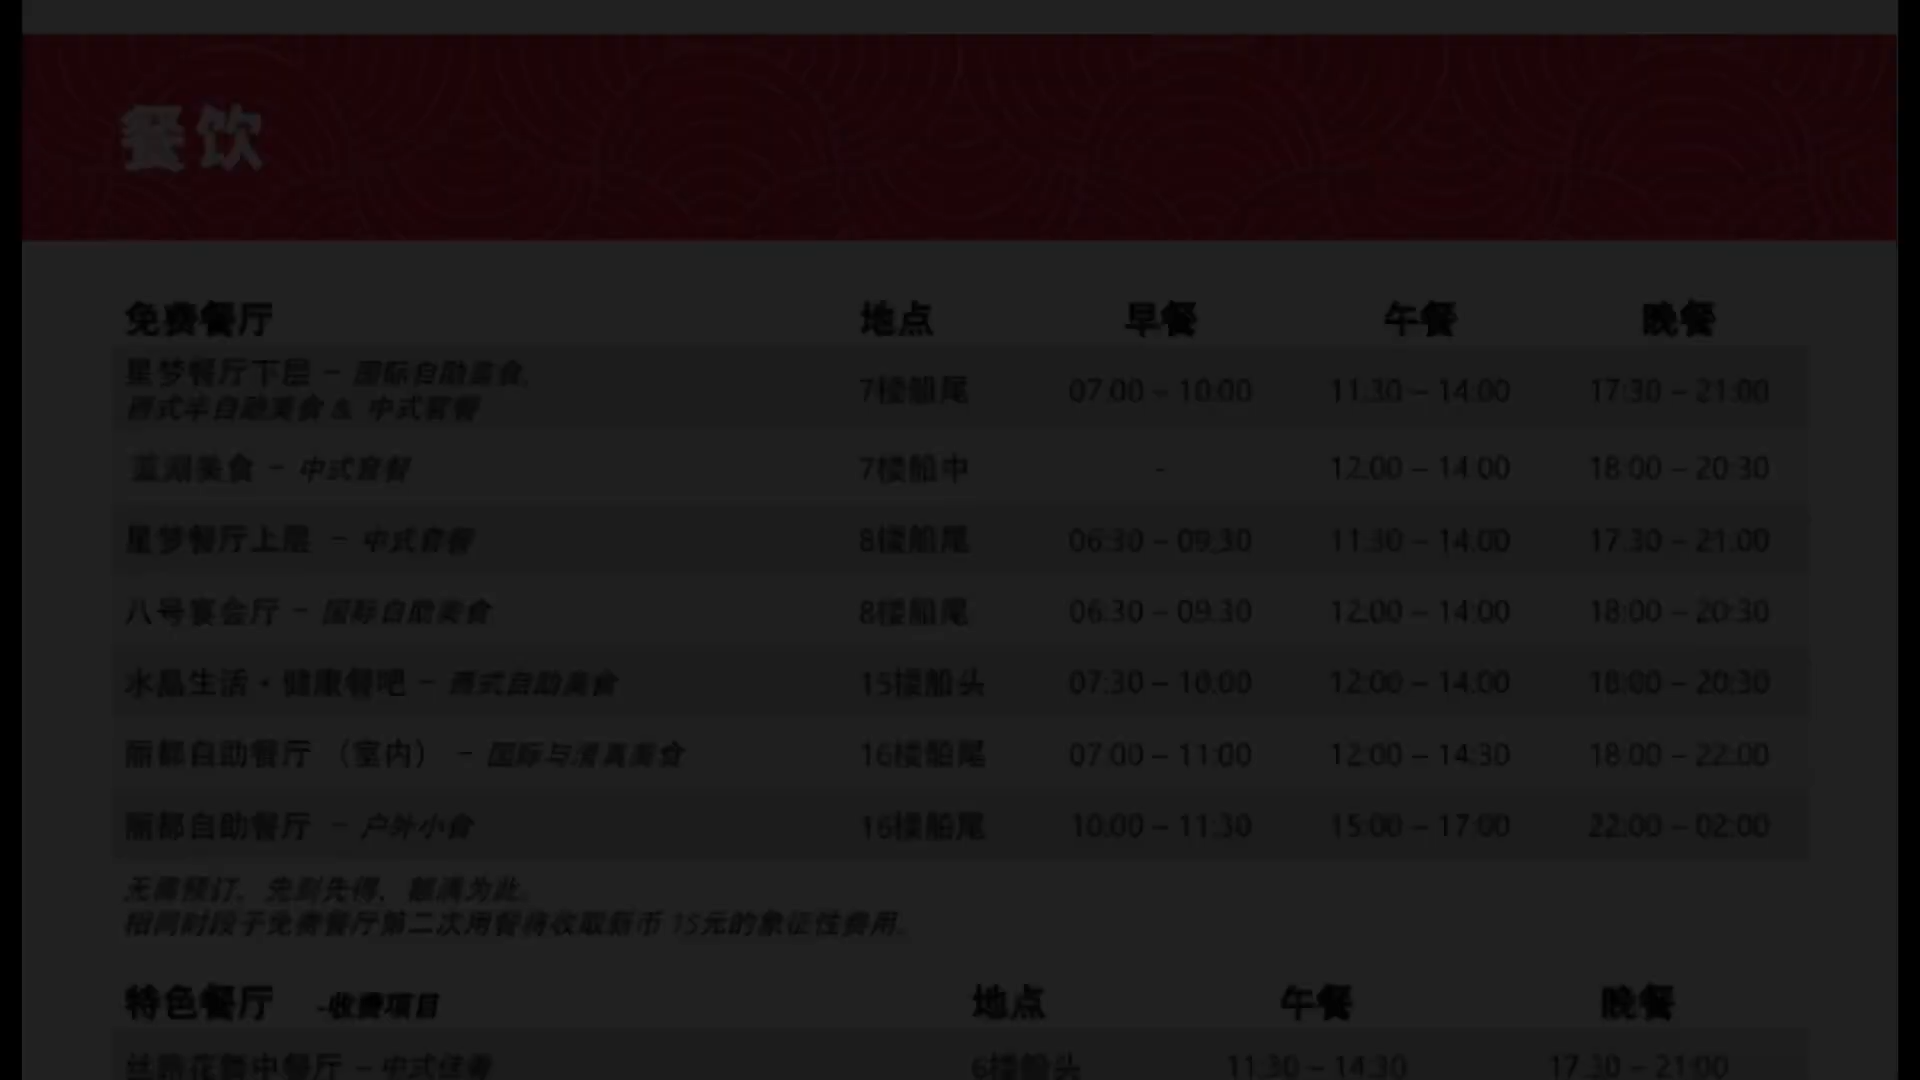 餐饮
免费餐厅 地点 早餐 午餐 晚餐
星梦餐厅下层 – 国际自助美食,
西式半自助美食 & 中式套餐 7楼船尾 07:00 – 10:00 11:30 – 14:00 17:30 – 21:00
蓝湖美食 – 中式套餐 7楼船中 - 12:00 – 14:00 18:00 – 20:30
星梦餐厅上层 – 中式套餐 8楼船尾 06:30 – 09:30 11:30 – 14:00 17:30 – 21:00
八号宴会厅 – 国际自助美食 8楼船尾 06:30 – 09:30 12:00 – 14:00 18:00 – 20:30
水晶生活・健康餐吧 – 西式自助美食 15楼船头 07:30 – 10:00 12:00 – 14:00 18:00 – 20:30
丽都自助餐厅 （室内） – 国际与清真美食 16楼船尾 07:00 – 11:00 12:00 – 14:30 18:00 – 22:00
丽都自助餐厅 – 户外小食 16楼船尾 10:00 – 11:30 15:00 – 17:00 22:00 – 02:00
无需预订，先到先得，额满为止。
相同时段于免费餐厅第二次用餐将收取新币 15元的象征性费用。
特色餐厅 -收费项目 地点 午餐 晚餐
中餐厅 – 中式佳肴 6楼船头 11:30 – 14:30 17:30 – 21:00